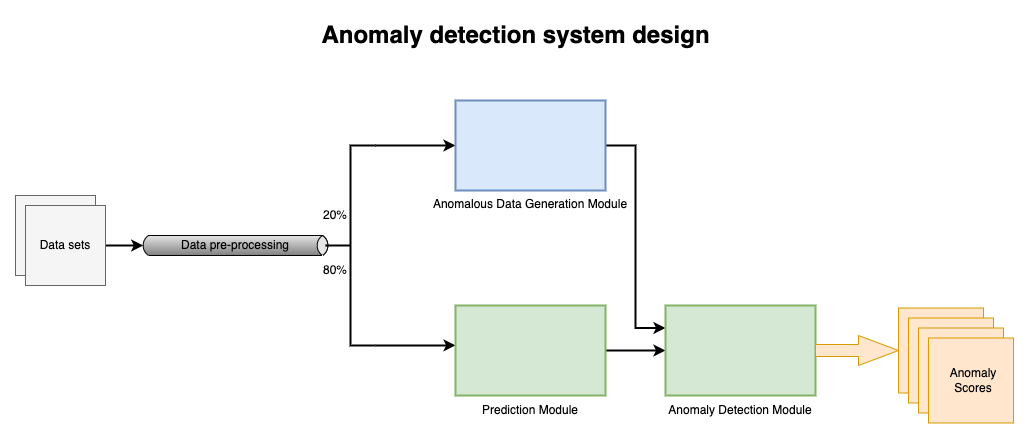 Anomaly detection system design
Anomalous Data Generation Module
20%
Data sets
Data pre-processing
80%
Anomaly
Scores
Prediction Module
Anomaly Detection Module